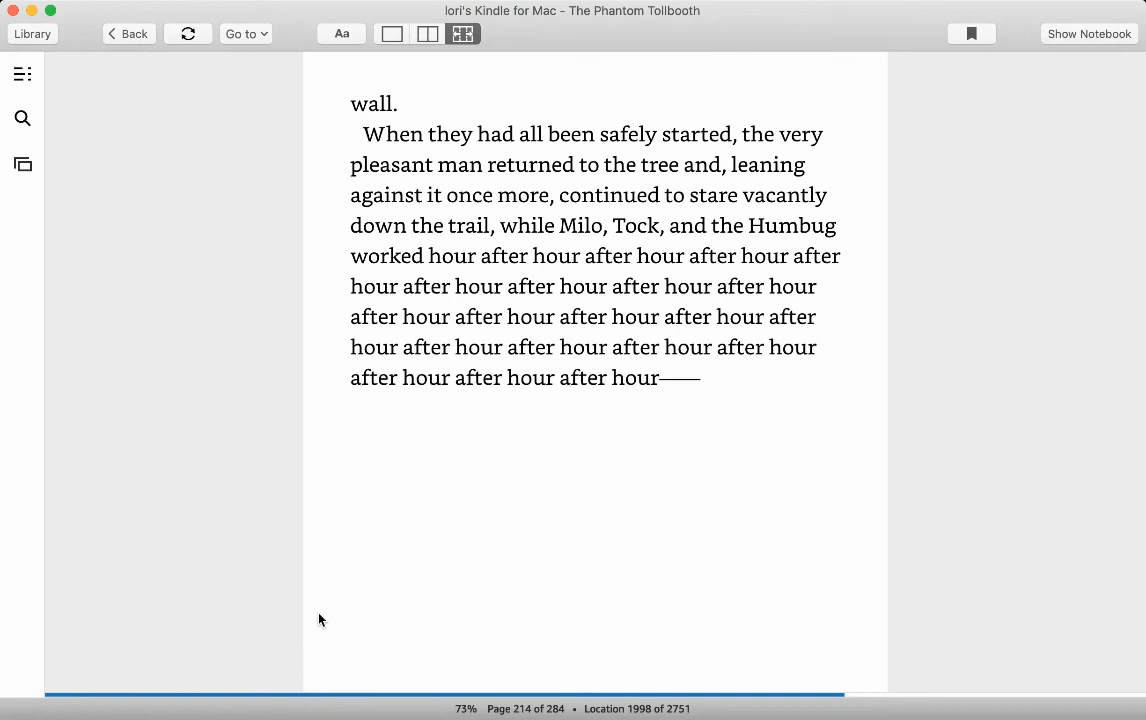 lori's Kindle for Mac - The Phantom Tollbooth
Library
Back
Go to
Aa
Show Notebook
wall.
When they had all been safely started, the very
pleasant man returned to the tree and, leaning
against it once more, continued to stare vacantly
down the trail, while Milo, Tock, and the Humbug
worked hour after hour after hour after hour after
hour after hour after hour after hour after hour
after hour after hour after hour after hour after
hour after hour after hour after hour after hour
after hour after hour after hour——
73% Page 214 of 284 • Location 1998 of 2751